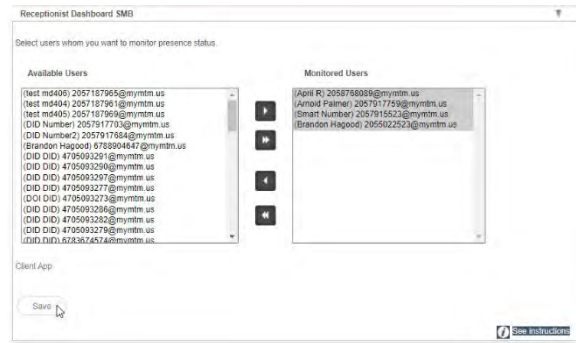 Receptionist Dashboard SMB
Select users whom you want to monitor presence status.
Available Users
(test md406) 2057187965@mymtm.us
(test md404) 2057187961@mymtm.us
(test md405) 2057187969@mymtm.us
(DID Number) 2057917703@mymtm.us
(DID Number2) 2057917684@mymtm.us
(Brandon Hagood) 6788904647@mymtm.us
(DID DID) 4705093291@mymtm.us
(DID DID) 4705093290@mymtm.us
(DID DID) 4705093297@mymtm.us
(DID DID) 4705093277@mymtm.us
(DOI DID) 4705093273@mymtm.us
(DID DID) 4705093286@mymtm.us
(DID DID) 4705093282@mymtm.us
(DID DID) 4705093279@mymtm.us
(DID DID) 6783674574@mymtm.us
Monitored Users
(April R) 2058768089@mymtm.us
(Arnold Palmer) 2057917759@mymtm.us
(Smart Number) 2057915523@mymtm.us
(Brandon Hagood) 2055022523@mymtm.us
Client App
Save
See instructions